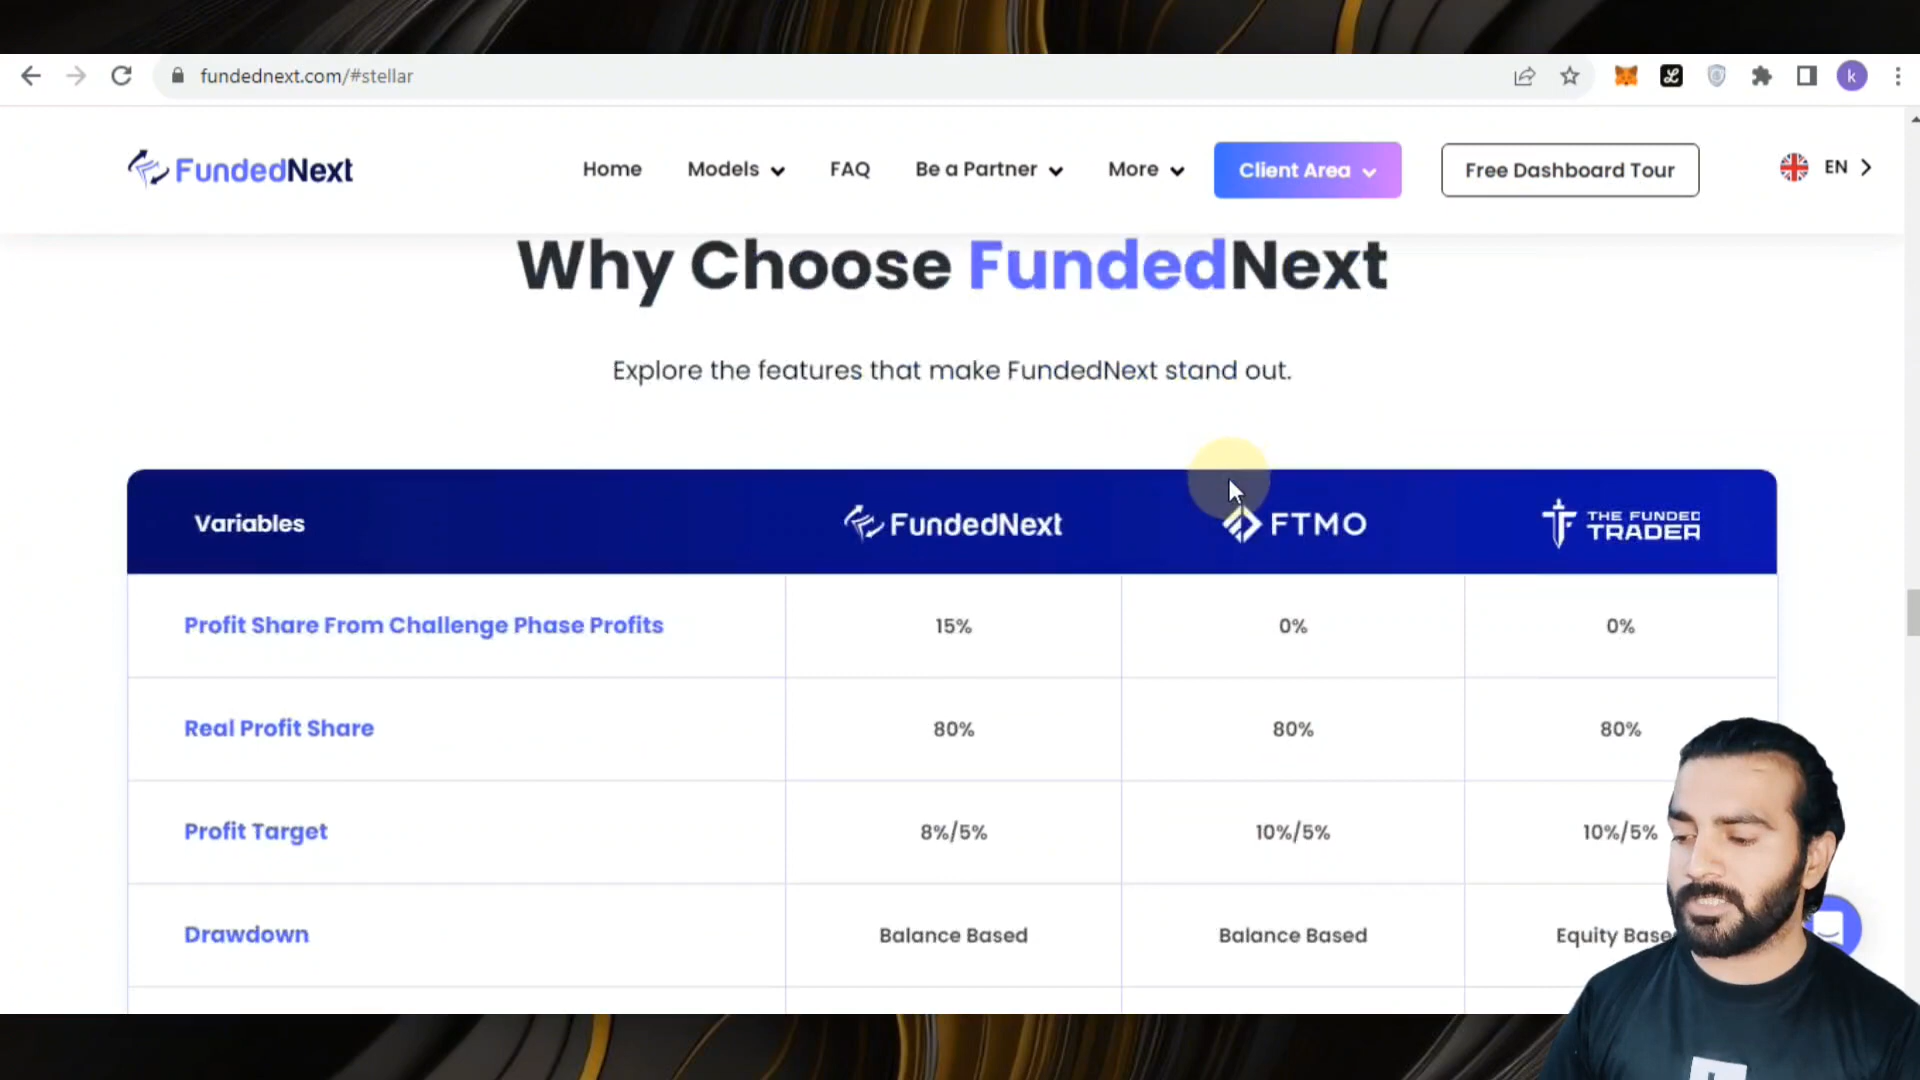 fundednext.com/#stellar
k
FundedNext
Home
Models
FAQ
Be a Partner
More
Client Area
Free Dashboard Tour
EN
Why Choose FundedNext
Explore the features that make FundedNext stand out.
Variables
FundedNext
FTMO
THE FUNDED
TRADER
Profit Share From Challenge Phase Profits
15%
0%
0%
Real Profit Share
80%
80%
80%
Profit Target
8%/5%
10%/5%
10%/5%
Drawdown
Balance Based
Balance Based
Equity